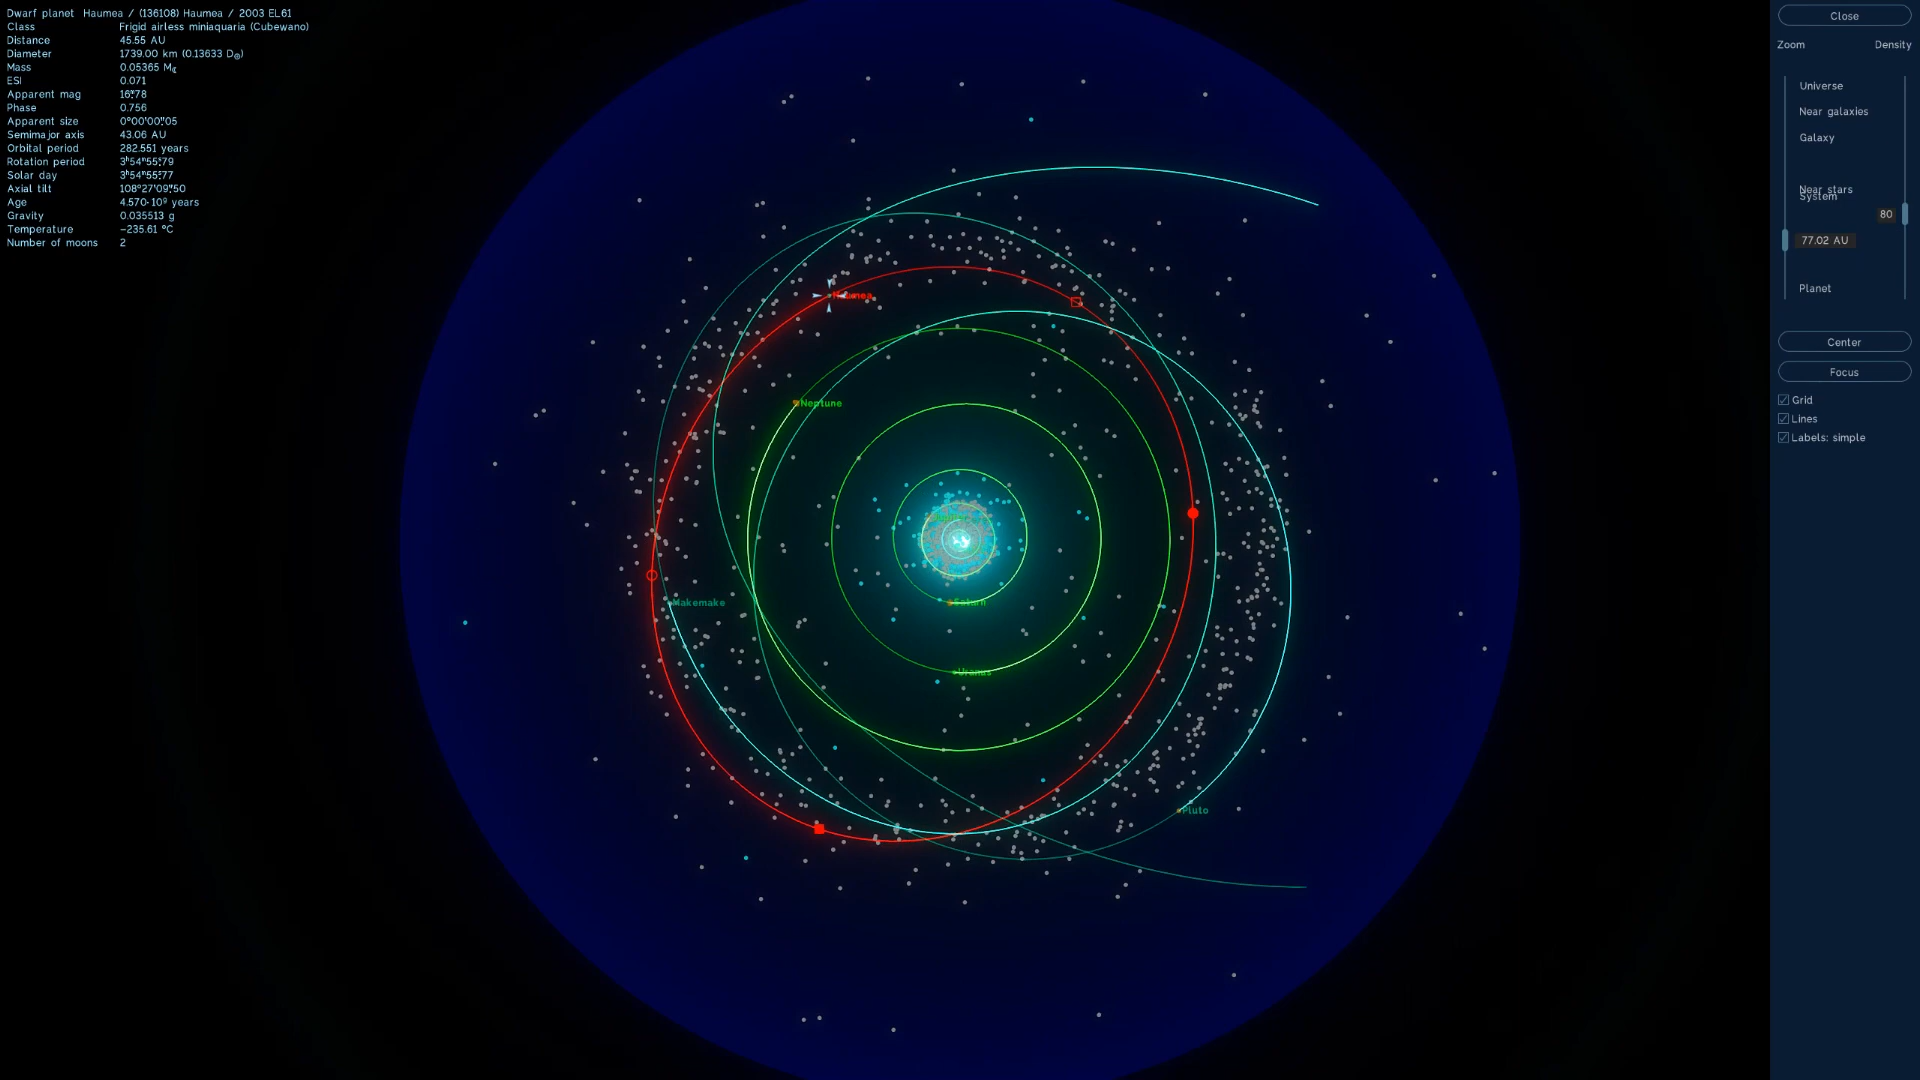 Dwarf planet Haumea / (136108) Haumea / 2003 EL61
Class Frigid airless miniaquaria (Cubewano)
Distance 45.55 AU
Diameter 1739.00 km (0.13633 D⊕)
Mass 0.05365 M☾
ESI 0.071
Apparent mag 16ᵐ.78
Phase 0.756
Apparent size 0°00'00."05
Semimajor axis 43.06 AU
Orbital period 282.551 years
Rotation period 3ʰ54ᵐ55ˢ.79
Solar day 3ʰ54ᵐ55ˢ.77
Axial tilt 108°27'09."50
Age 4.570·10⁹ years
Gravity 0.035513 g
Temperature −235.61 °C
Number of moons 2
Haumea
Neptune
Makemake
Saturn
Uranus
Pluto
Close
Zoom Density
Universe
Near galaxies
Galaxy
Near stars
System
80
77.02 AU
Planet
Center
Focus
Grid
Lines
Labels: simple